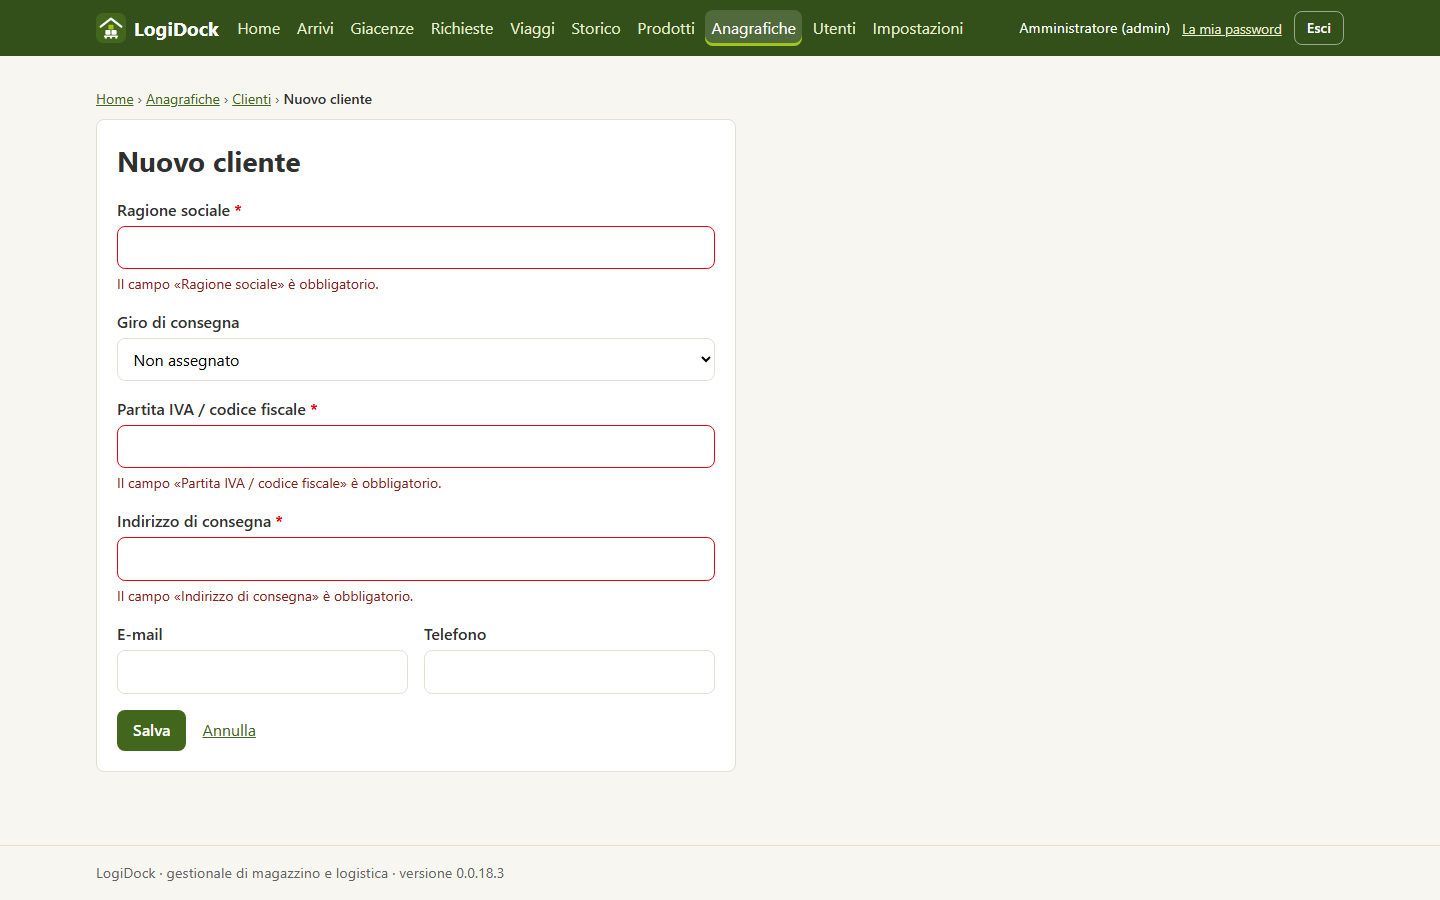 LogiDock Home Arrivi Giacenze Richieste Viaggi Storico Prodotti Anagrafiche Utenti Impostazioni Amministratore (admin) La mia password Esci
Home › Anagrafiche › Clienti › Nuovo cliente
Nuovo cliente
Ragione sociale *
Il campo «Ragione sociale» è obbligatorio.
Giro di consegna
Non assegnato
Partita IVA / codice fiscale *
Il campo «Partita IVA / codice fiscale» è obbligatorio.
Indirizzo di consegna *
Il campo «Indirizzo di consegna» è obbligatorio.
E-mail Telefono
Salva Annulla
LogiDock · gestionale di magazzino e logistica · versione 0.0.18.3